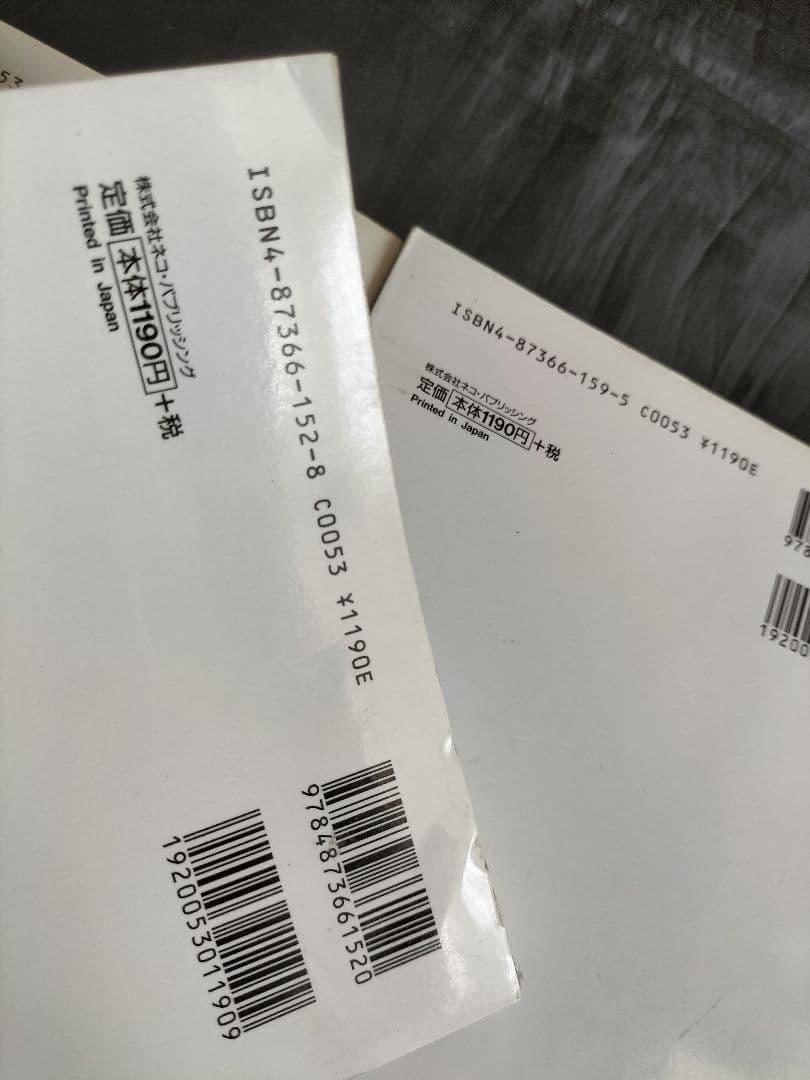 53
ISBN4-87366-152-8 C0053 ¥1190E
株式会社ネコ・パブリッシング
定価 本体1190円+税
Printed in Japan
9784873661520
1920053011909
ISBN4-87366-159-5 C0053 ¥1190E
株式会社ネコ・パブリッシング
定価 本体1190円+税
Printed in Japan
978
19200